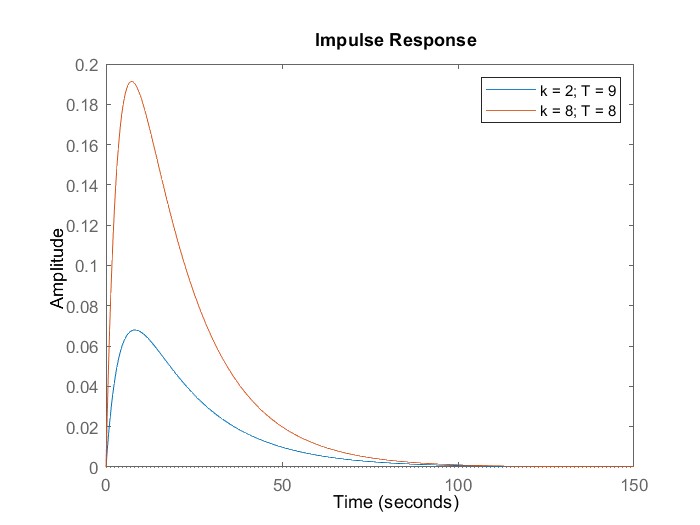 Impulse Response
k = 2; T = 9
k = 8; T = 8
Amplitude
0.2
0.18
0.16
0.14
0.12
0.1
0.08
0.06
0.04
0.02
0
0 50 100 150
Time (seconds)